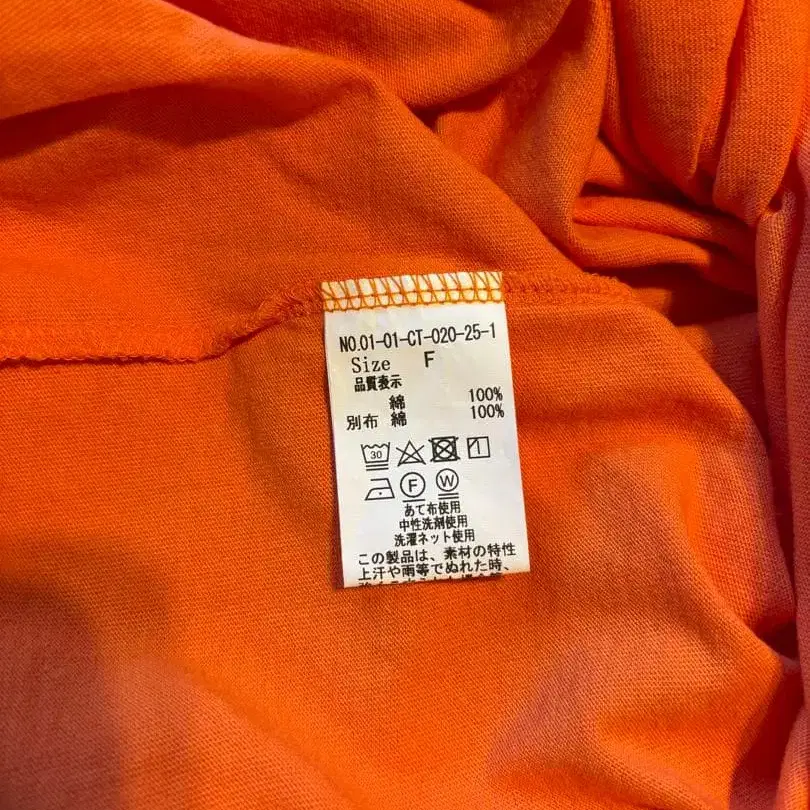 NO.01-01-CT-020-25-1
Size F
品質表示
綿 100%
別布 綿 100%
30
F W
あて布使用
中性洗剤使用
洗濯ネット使用
この製品は、素材の特性
上汗や雨等でぬれた時、